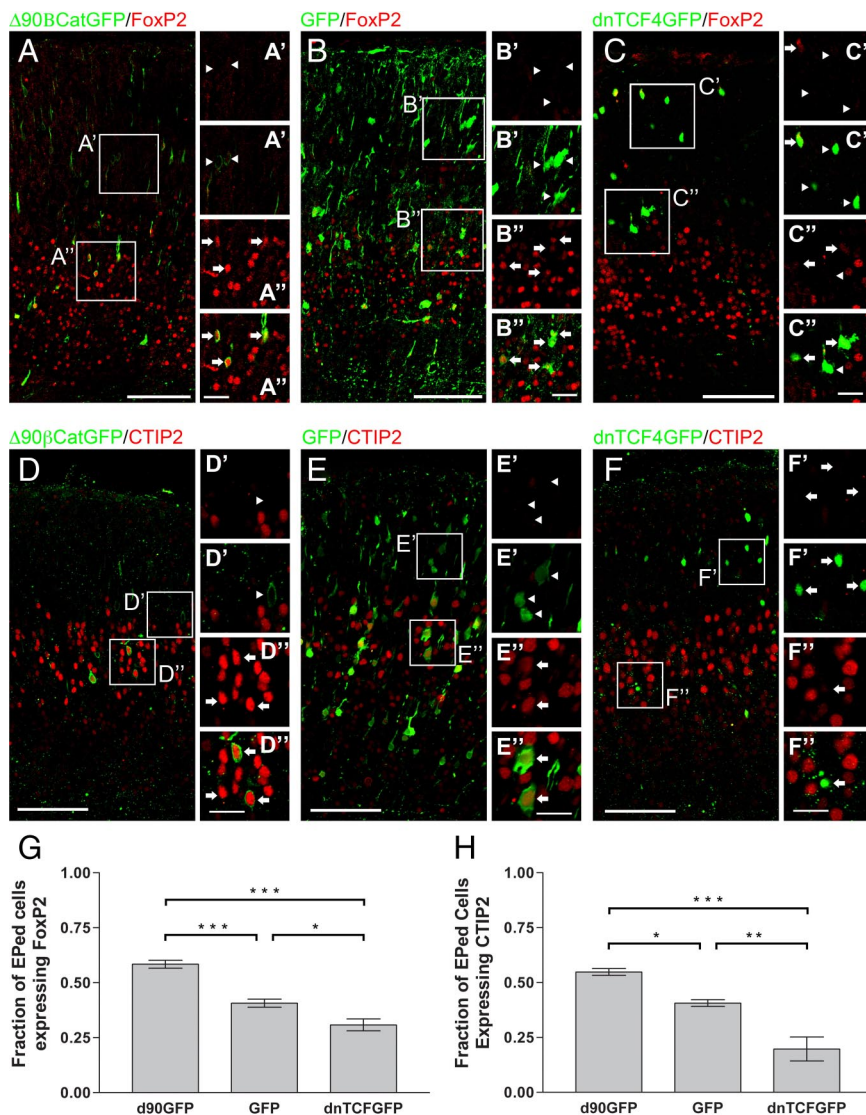 Δ90BCatGFP/FoxP2 GFP/FoxP2 dnTCF4GFP/FoxP2
A A' B B' C C'
A' A' B' B' C' C'
A'' A'' B'' B'' C'' C''
A'' B'' C''
Δ90βCatGFP/CTIP2 GFP/CTIP2 dnTCF4GFP/CTIP2
D D' E E' F F'
D' D' E' E' F' F'
D'' D'' E'' E'' F'' F''
D'' E'' F''
G
Fraction of EPed cells
expressing FoxP2
1.00
0.75
0.50
0.25
0.00
* * *
* * * *
d90GFP GFP dnTCFGFP
H
Fraction of EPed Cells
Expressing CTIP2
1.00
0.75
0.50
0.25
0.00
* * *
* * *
d90GFP GFP dnTCFGFP